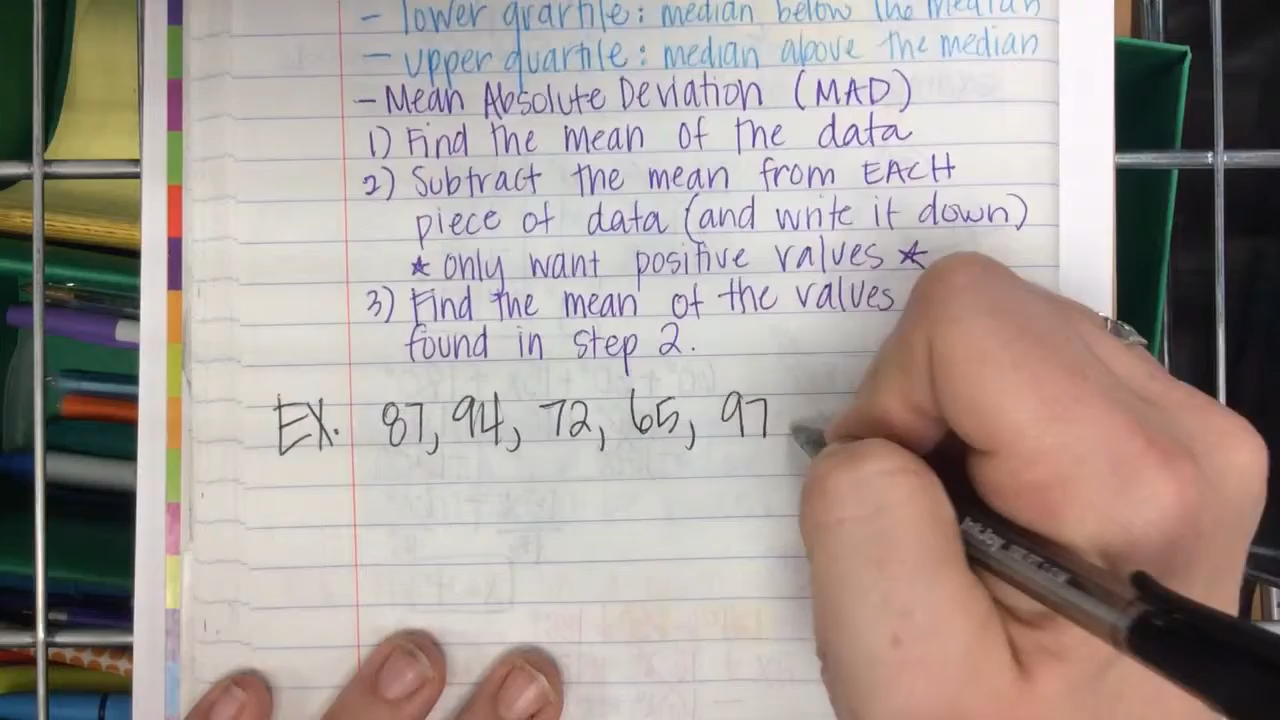 - lower quartile: median below the median
- upper quartile: median above the median
- Mean Absolute Deviation (MAD)
1) Find the mean of the data
2) Subtract the mean from EACH
piece of data (and write it down)
* only want positive values *
3) Find the mean of the values
found in step 2.
EX. 87, 94, 72, 65, 97